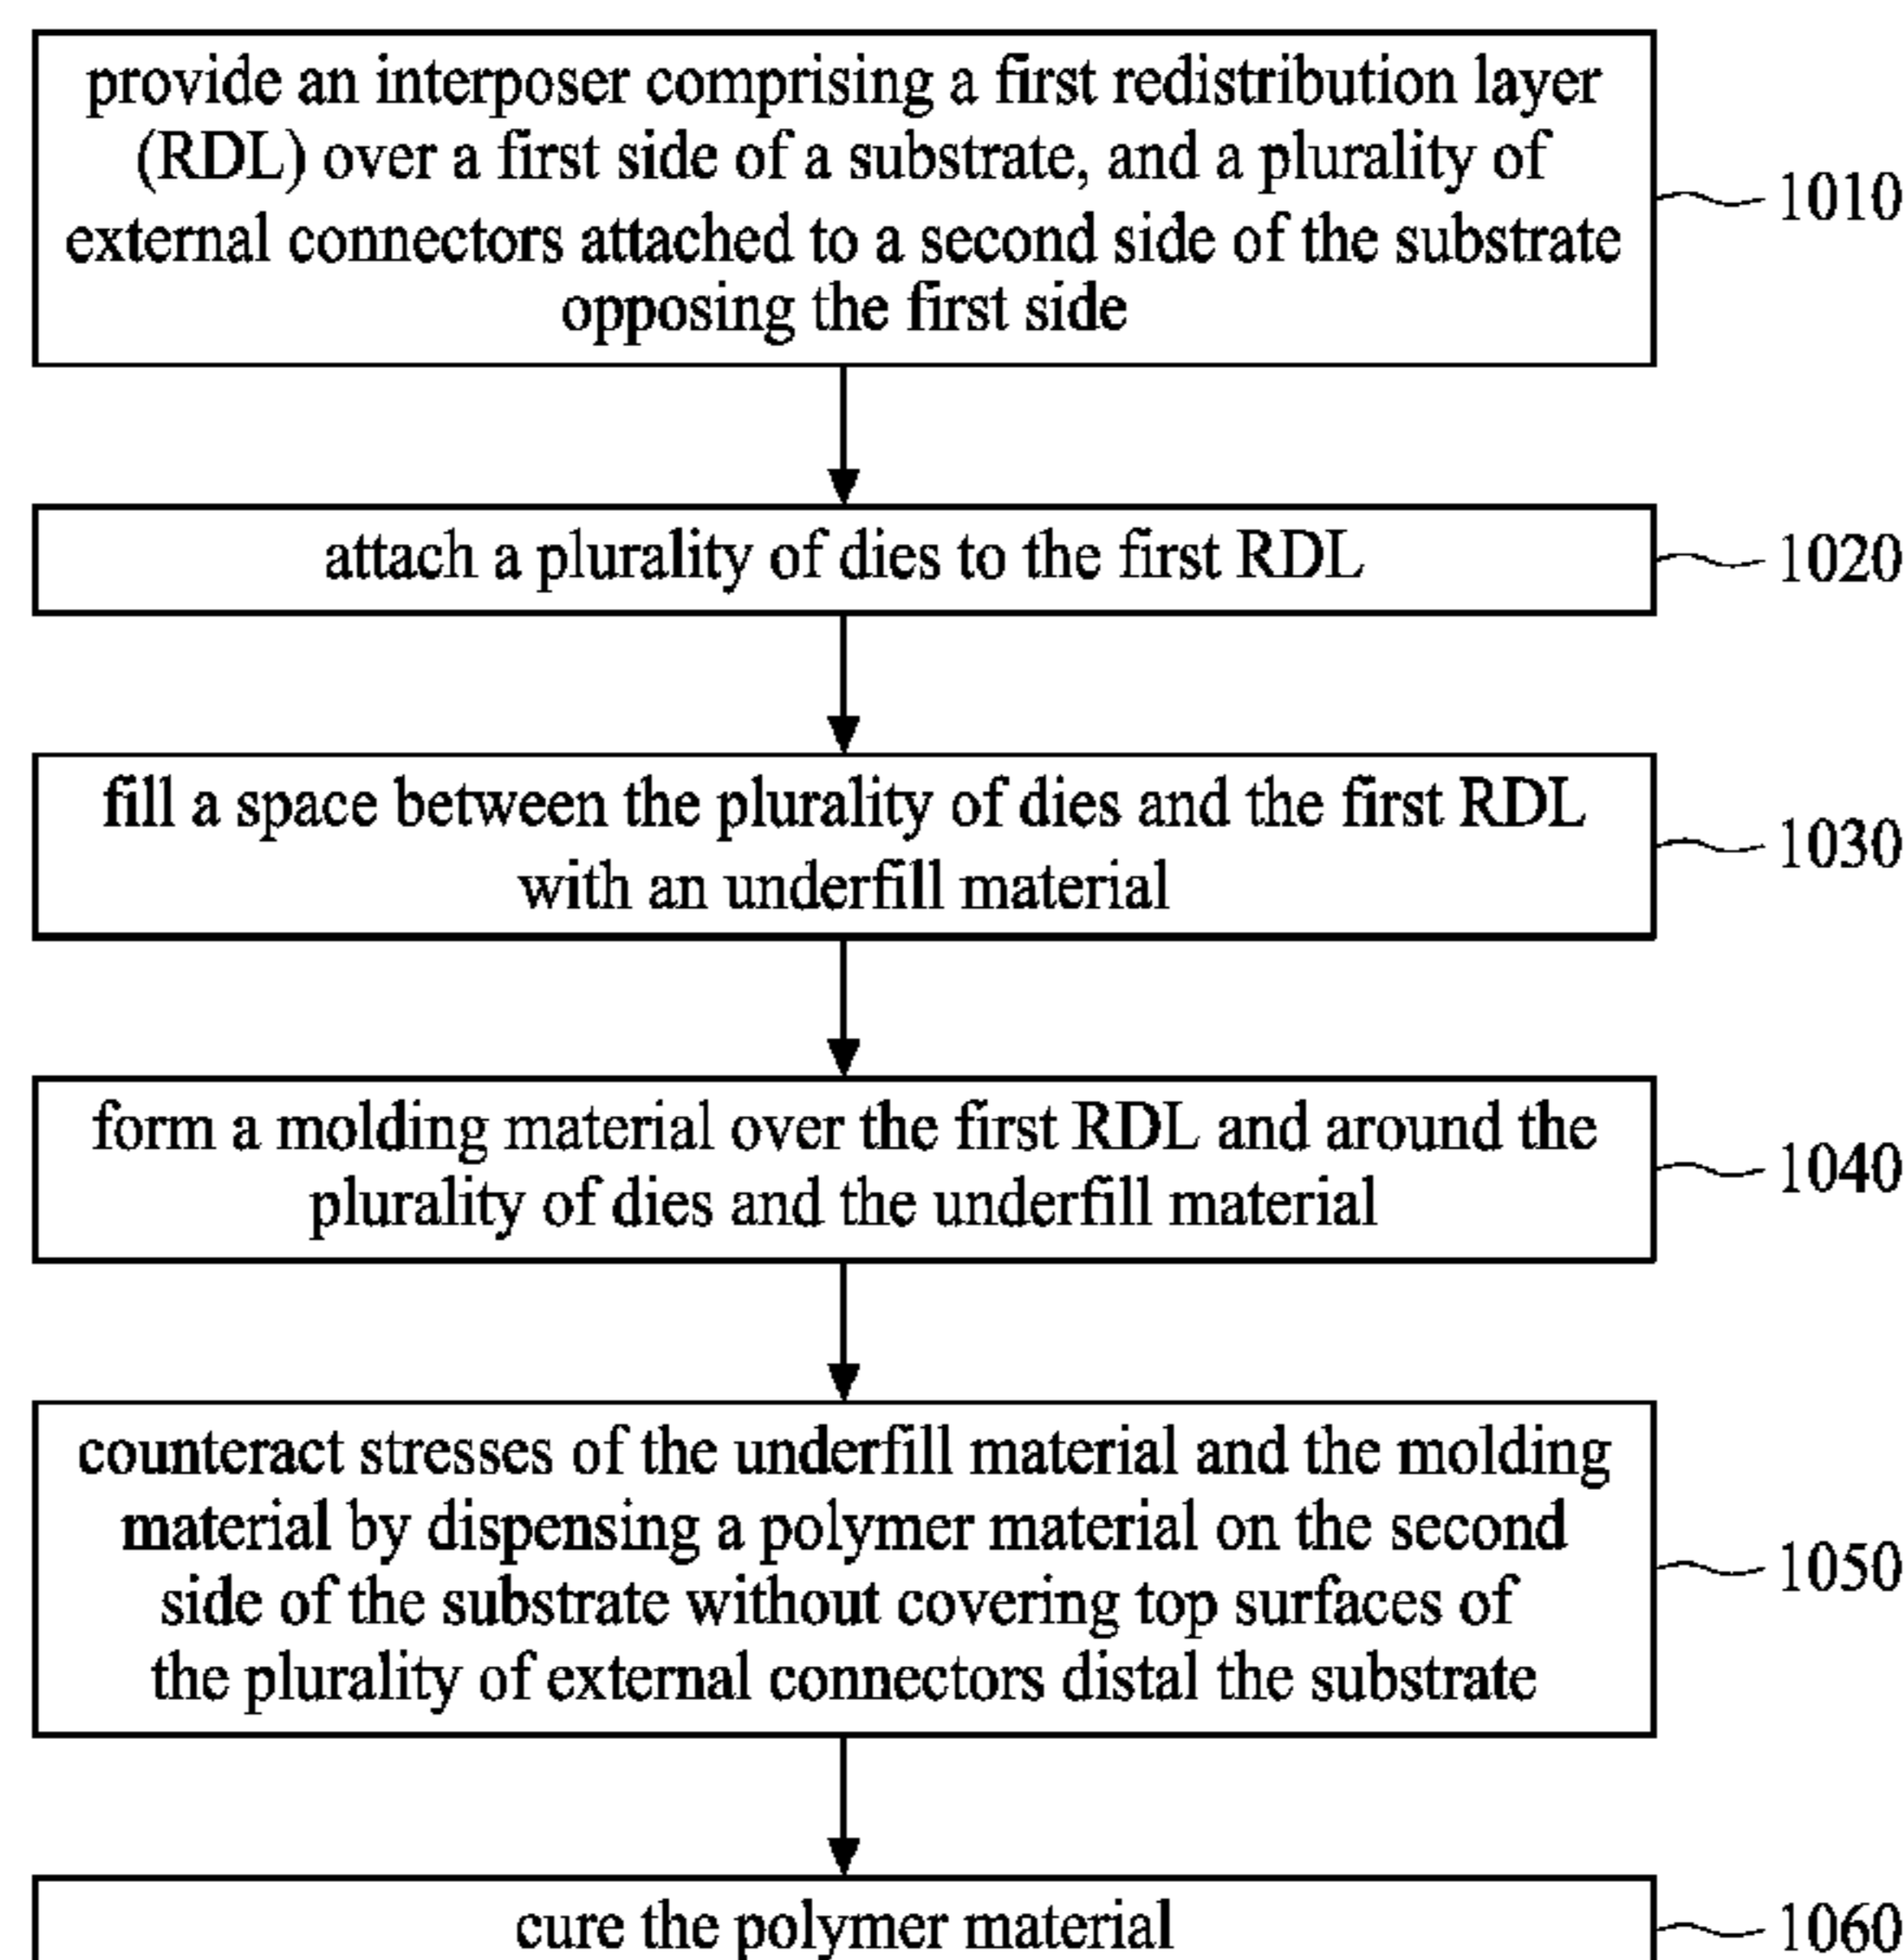 provide an interposer comprising a first redistribution layer
(RDL) over a first side of a substrate, and a plurality of
external connectors attached to a second side of the substrate
opposing the first side
1010
attach a plurality of dies to the first RDL
1020
fill a space between the plurality of dies and the first RDL
with an underfill material
1030
form a molding material over the first RDL and around the
plurality of dies and the underfill material
1040
counteract stresses of the underfill material and the molding
material by dispensing a polymer material on the second
side of the substrate without covering top surfaces of
the plurality of external connectors distal the substrate
1050
cure the polymer material
1060